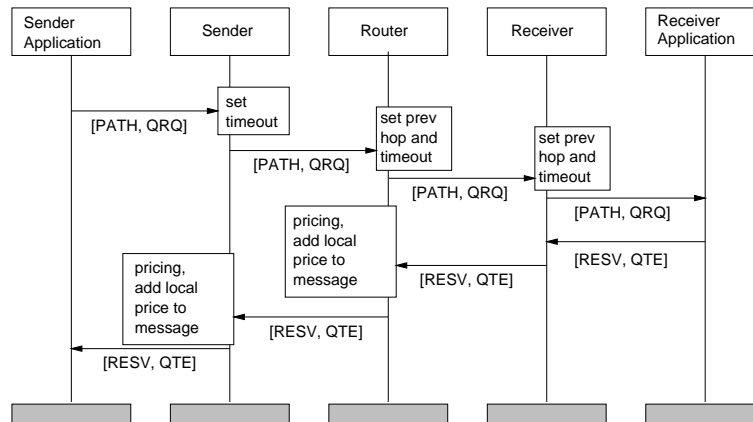 Sender
Application
Sender
Router
Receiver
Receiver
Application
set
timeout
[PATH, QRQ]
set prev
hop and
timeout
[PATH, QRQ]
set prev
hop and
timeout
[PATH, QRQ]
[PATH, QRQ]
pricing,
add local
price to
message
[RESV, QTE]
[RESV, QTE]
pricing,
add local
price to
message
[RESV, QTE]
[RESV, QTE]